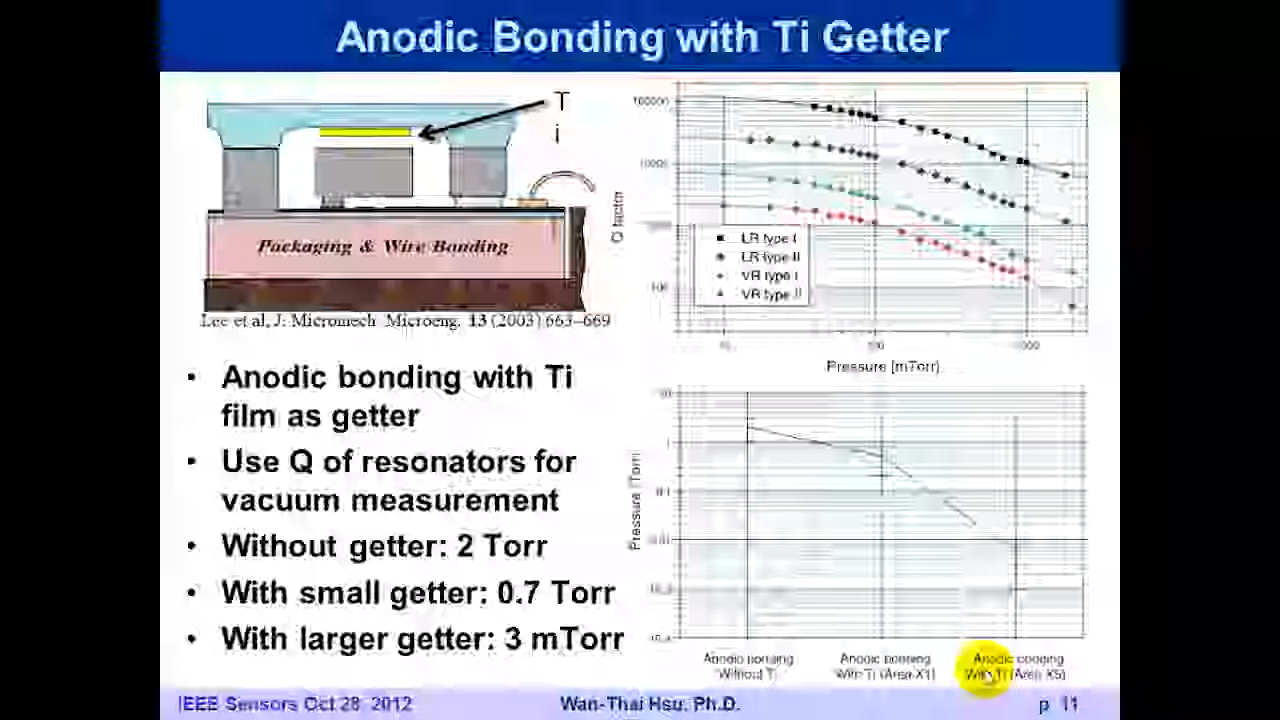 Anodic Bonding with Ti Getter
T
i
Packaging & Wire Bonding
Lee et al, J. Micromech. Microeng. 13 (2003) 663–669
• Anodic bonding with Ti
film as getter
• Use Q of resonators for
vacuum measurement
• Without getter: 2 Torr
• With small getter: 0.7 Torr
• With larger getter: 3 mTorr
100000
10000
Q factor
LR type I
LR type II
VR type I
VR type II
Pressure [mTorr]
Pressure [Torr]
Anodic bonding
Without Ti
Anodic bonding
With Ti (Area X1)
Anodic bonding
With Ti (Area X5)
IEEE Sensors Oct 28, 2012
Wan-Thai Hsu, Ph.D.
p 11